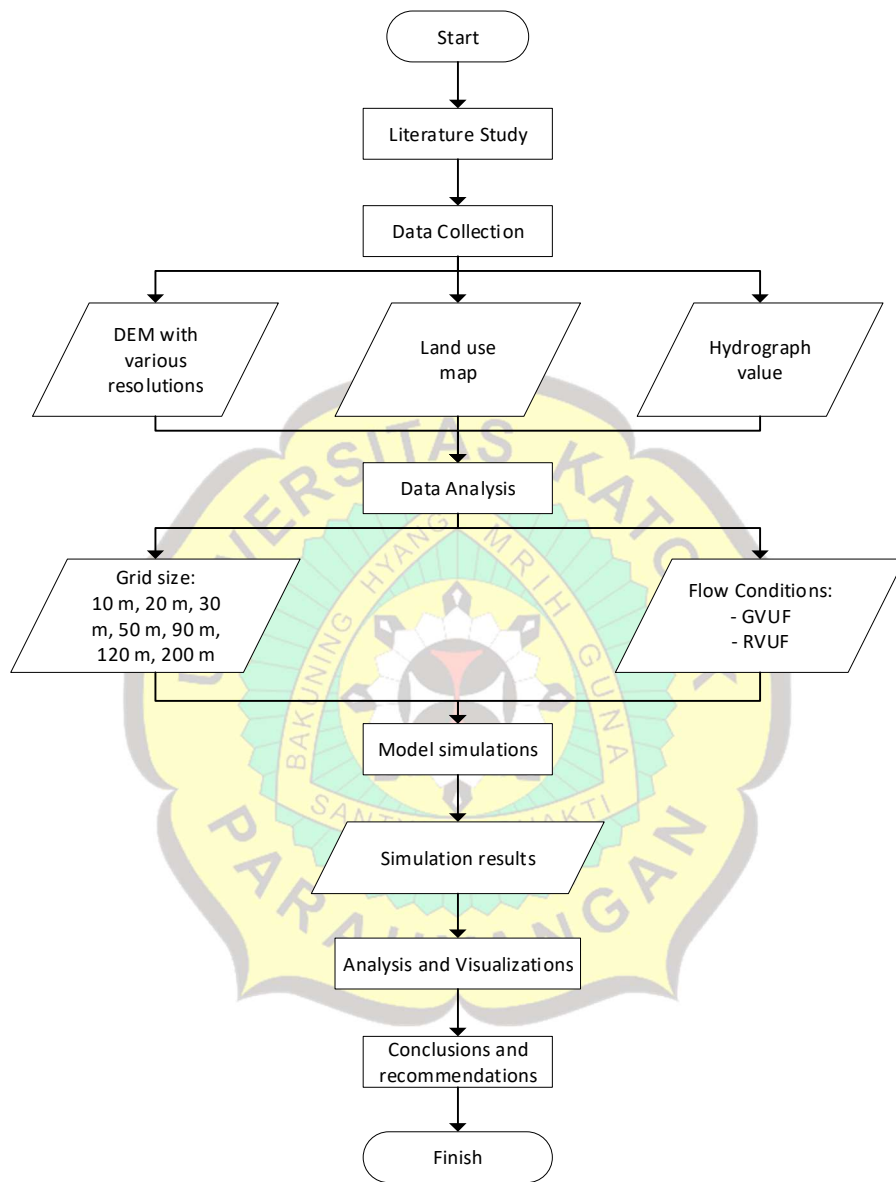 Start
Literature Study
Data Collection
DEM with
various
resolutions
Land use
map
Hydrograph
value
Data Analysis
Grid size:
10 m, 20 m, 30
m, 50 m, 90 m,
120 m, 200 m
Flow Conditions:
- GVUF
- RVUF
Model simulations
Simulation results
Analysis and Visualizations
Conclusions and
recommendations
Finish
UNIVERSITAS KATOLIK
PARAHYANGAN
BAKUNING HYANG MRIH GUNA